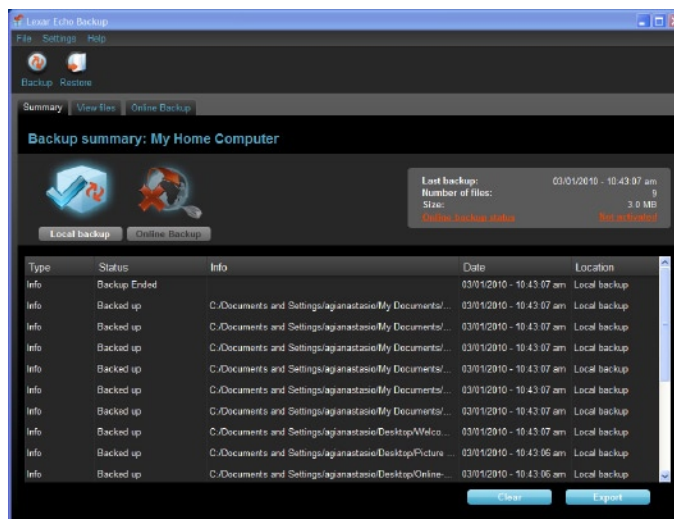 Lexar Echo Backup
File Settings Help
Backup Restore
Summary View files Online Backup
Backup summary: My Home Computer
Last backup: 03/01/2010 - 10:43:07 am
Number of files: 9
Size: 3.0 MB
Online backup status Not activated
Local backup Online Backup
Type Status Info Date Location
Info Backup Ended 03/01/2010 - 10:43:07 am Local backup
Info Backed up C:/Documents and Settings/agianastasio/My Documents/... 03/01/2010 - 10:43:07 am Local backup
Info Backed up C:/Documents and Settings/agianastasio/My Documents/... 03/01/2010 - 10:43:07 am Local backup
Info Backed up C:/Documents and Settings/agianastasio/My Documents/... 03/01/2010 - 10:43:07 am Local backup
Info Backed up C:/Documents and Settings/agianastasio/My Documents/... 03/01/2010 - 10:43:07 am Local backup
Info Backed up C:/Documents and Settings/agianastasio/My Documents/... 03/01/2010 - 10:43:07 am Local backup
Info Backed up C:/Documents and Settings/agianastasio/My Documents/... 03/01/2010 - 10:43:07 am Local backup
Info Backed up C:/Documents and Settings/agianastasio/Desktop/Welco... 03/01/2010 - 10:43:07 am Local backup
Info Backed up C:/Documents and Settings/agianastasio/Desktop/Picture ... 03/01/2010 - 10:43:06 am Local backup
Info Backed up C:/Documents and Settings/agianastasio/Desktop/Online-... 03/01/2010 - 10:43:06 am Local backup
Clear Export